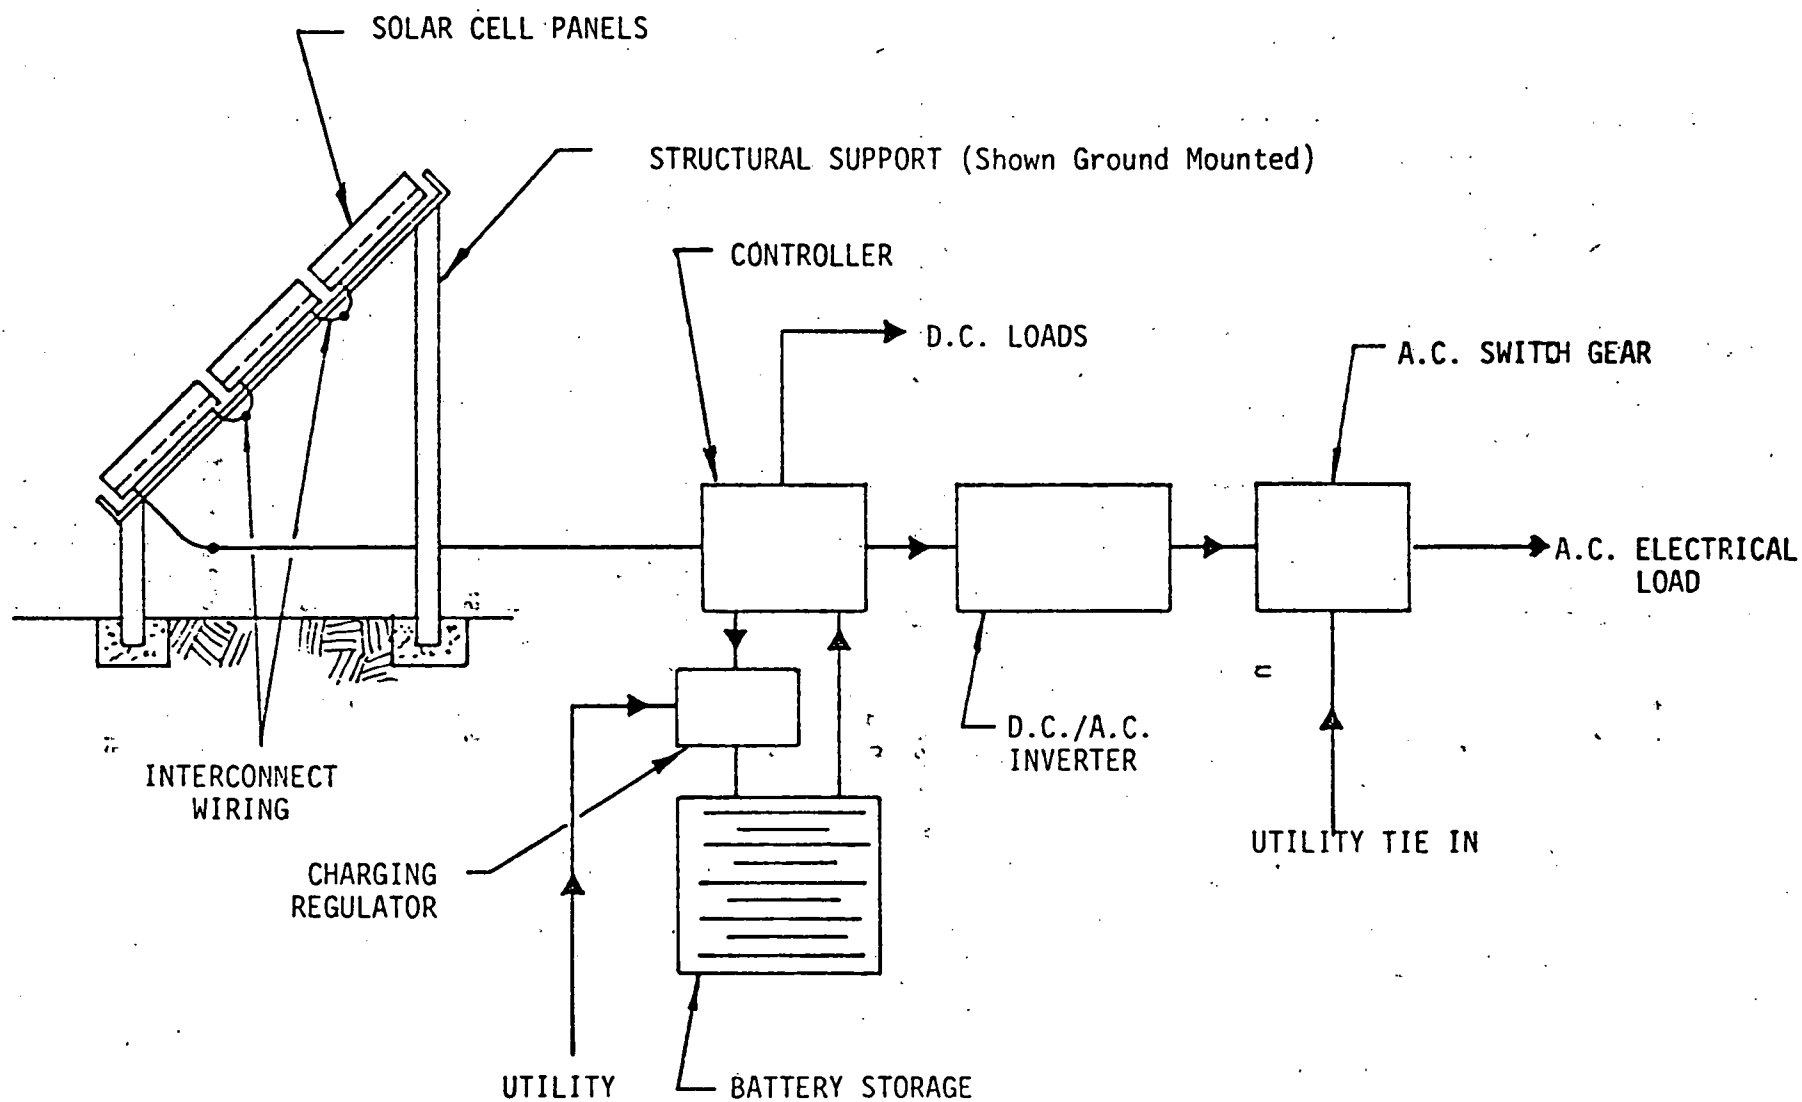 SOLAR CELL PANELS
STRUCTURAL SUPPORT (Shown Ground Mounted)
CONTROLLER
D.C. LOADS
A.C. SWITCH GEAR
A.C. ELECTRICAL
LOAD
D.C./A.C.
INVERTER
INTERCONNECT
WIRING
UTILITY TIE IN
CHARGING
REGULATOR
UTILITY
BATTERY STORAGE